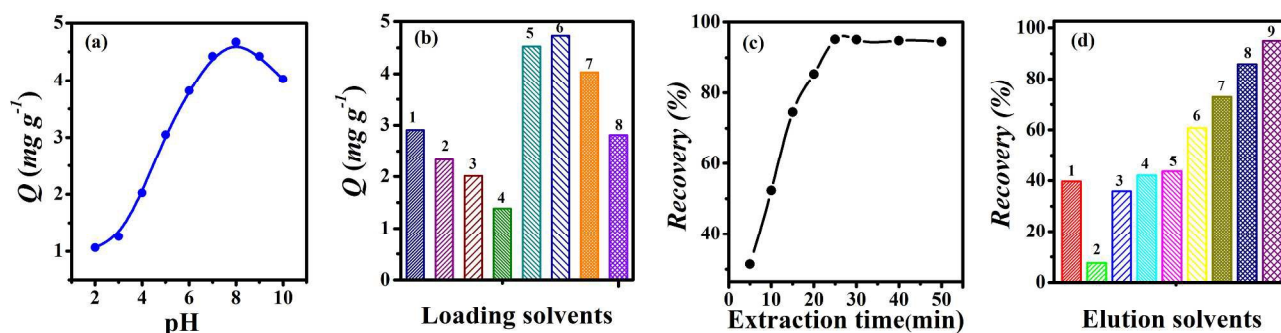 (a)
Q (mg g-1)
5
4
3
2
1
2 4 6 8 10
pH
(b)
Q (mg g-1)
5
4
3
2
1
0
1 2 3 4 5 6 7 8
Loading solvents
(c)
Recovery (%)
100
80
60
40
0 10 20 30 40 50
Extraction time(min)
(d)
Recovery (%)
100
80
60
40
20
0
1 2 3 4 5 6 7 8 9
Elution solvents